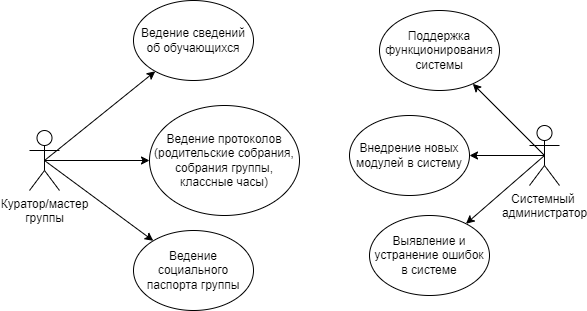 Ведение сведений
об обучающихся
Ведение протоколов
(родительские собрания,
собрания группы,
классные часы)
Куратор/мастер
группы
Ведение
социального
паспорта группы
Поддержка
функционирования
системы
Внедрение новых
модулей в систему
Системный
администратор
Выявление и
устранение ошибок
в системе